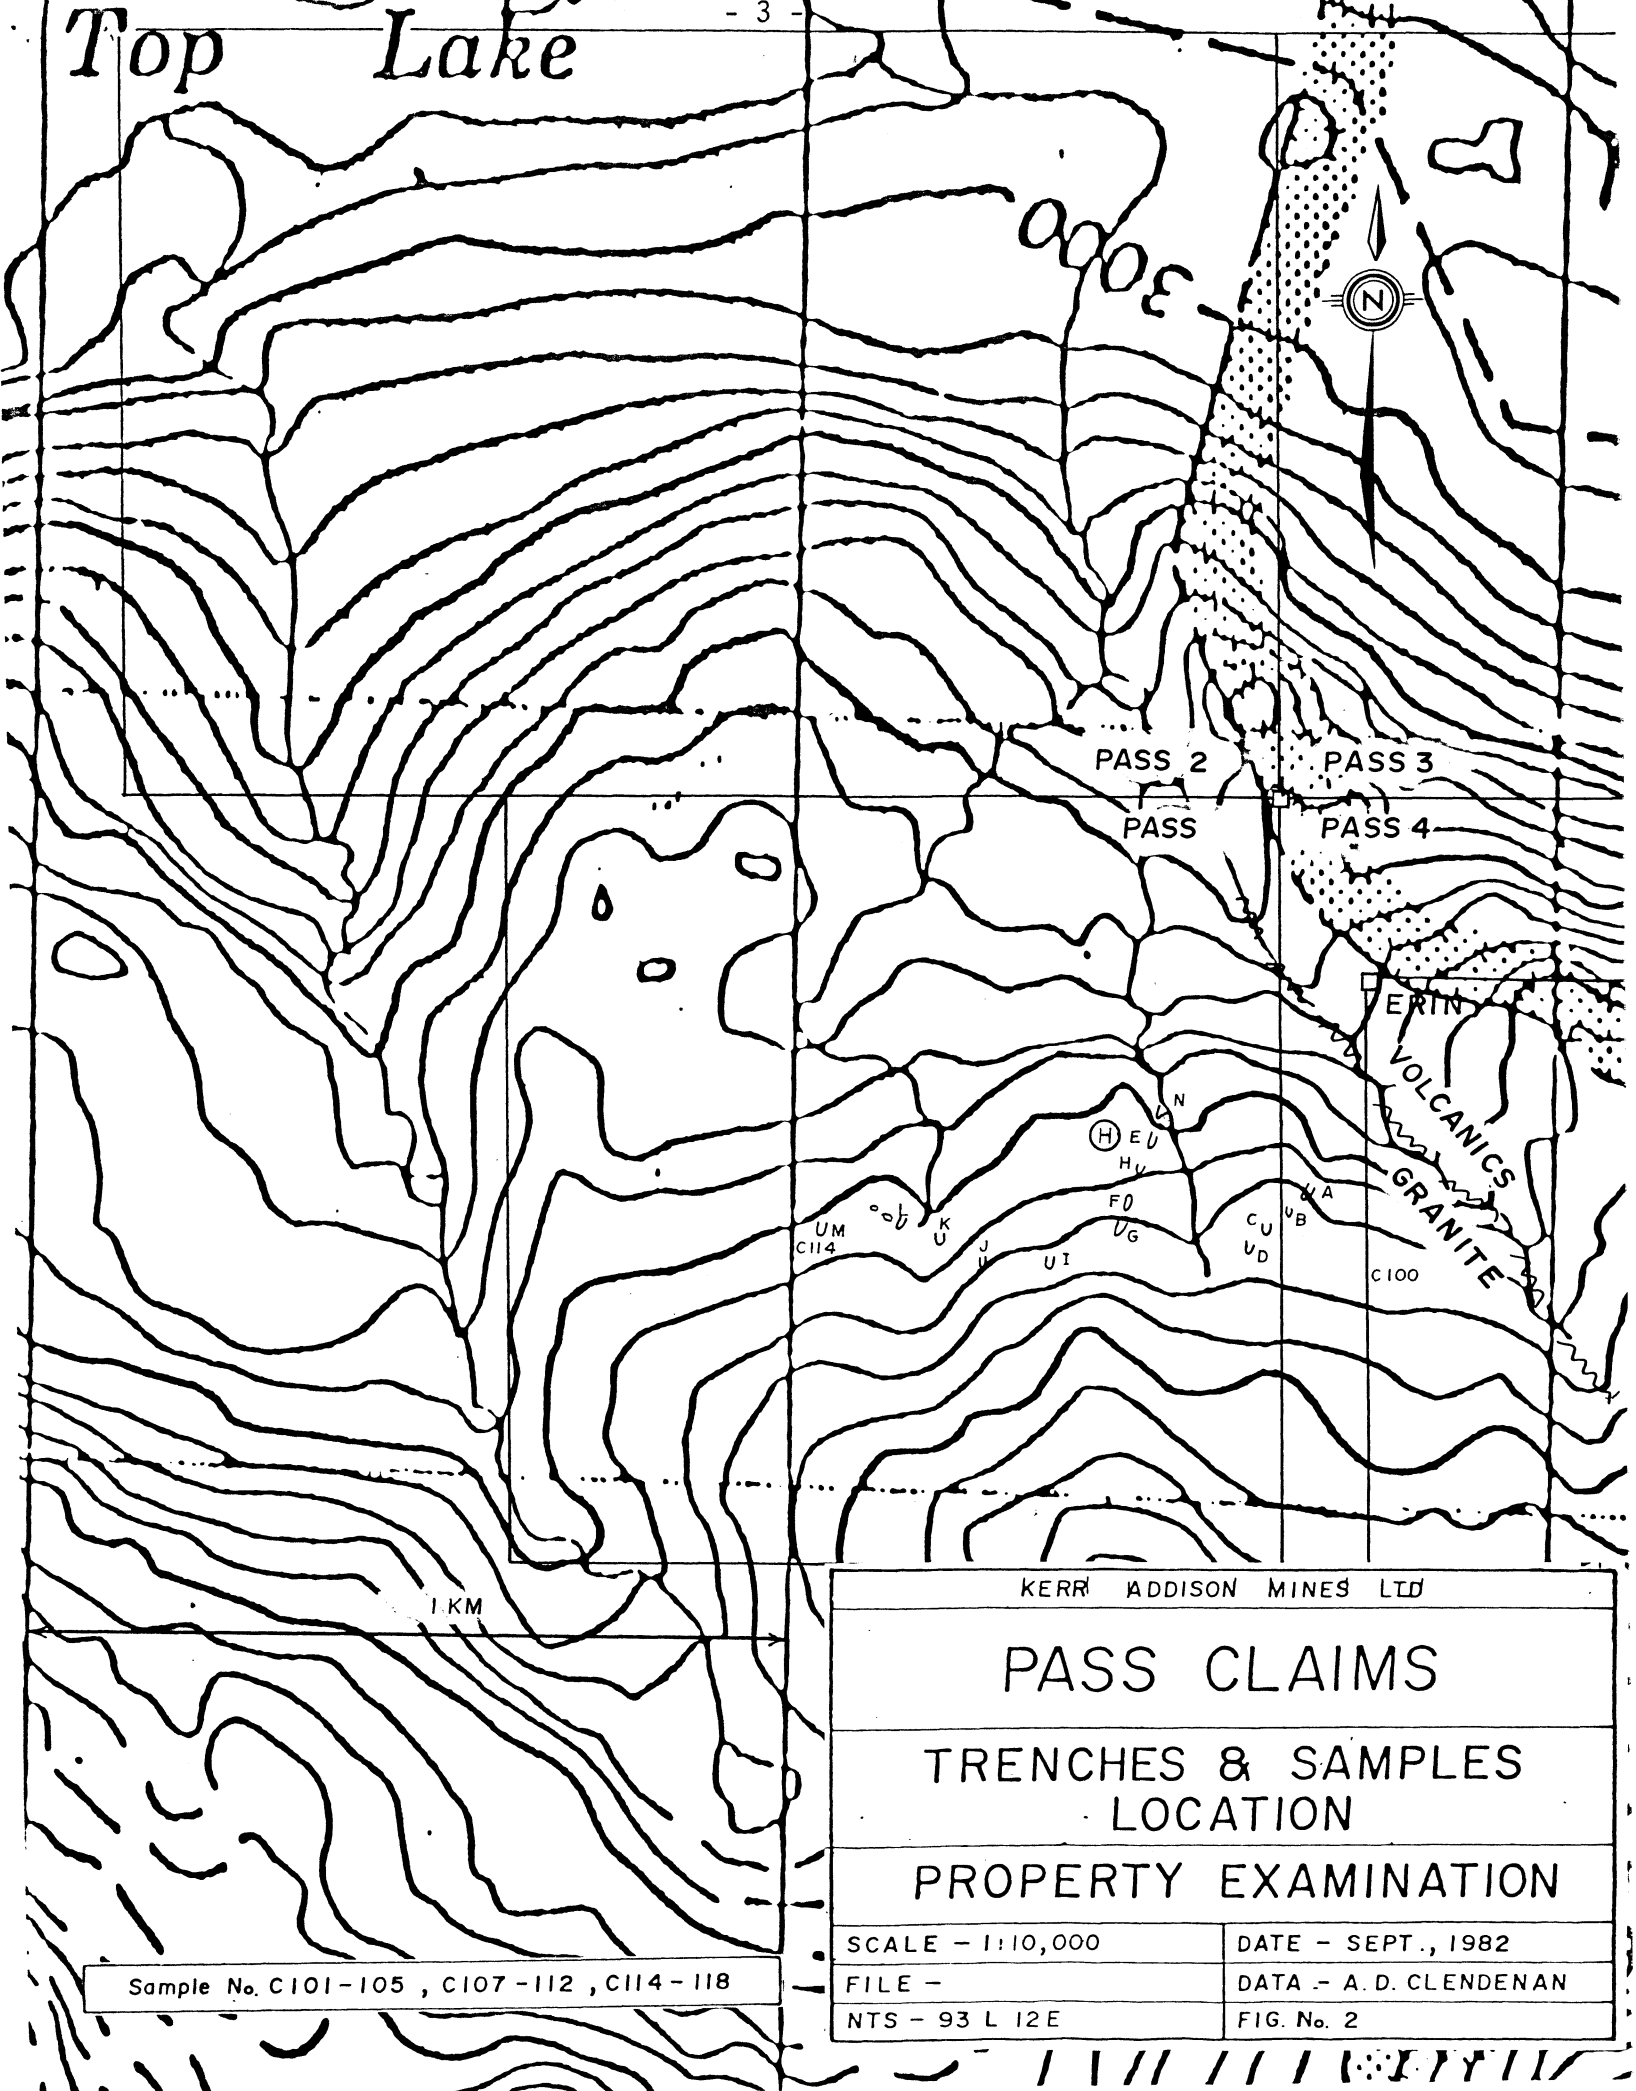 - 3 -
Top Lake
3000
N
PASS 2
PASS 3
PASS
PASS 4
ERIN
VOLCANICS
GRANITE
N
H
E
H
F
G
A
B
C
D
L
K
M
C114
J
I
C100
1 KM
KERR ADDISON MINES LTD
PASS CLAIMS
TRENCHES & SAMPLES
LOCATION
PROPERTY EXAMINATION
SCALE - 1:10,000
DATE - SEPT., 1982
FILE -
DATA - A.D. CLENDENAN
NTS - 93 L 12 E
FIG. No. 2
Sample No. C101-105 , C107-112 , C114-118